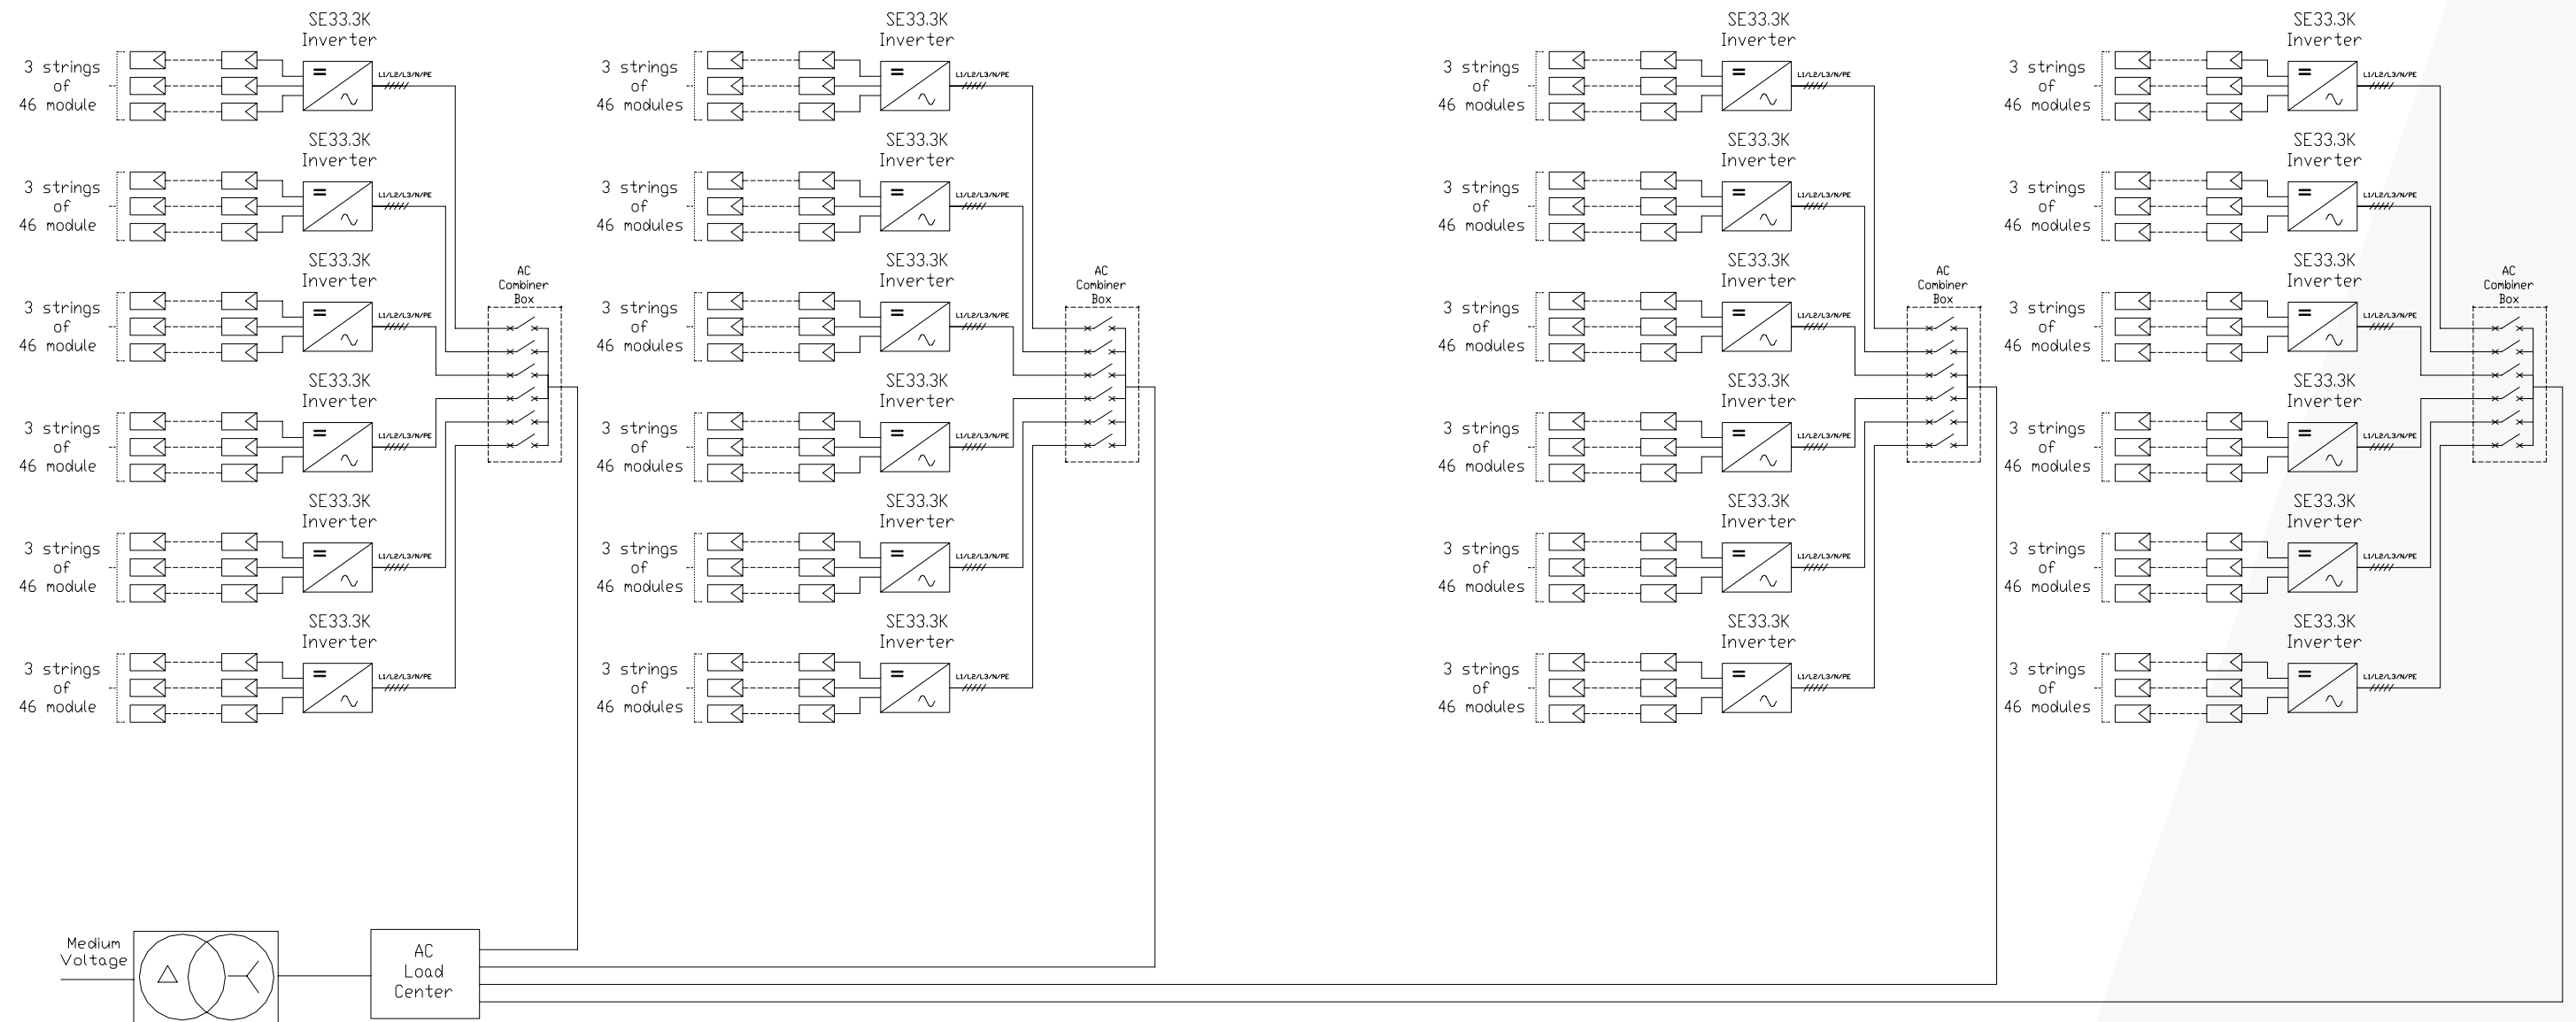 SE33.3K
Inverter
3 strings
of
46 module
L1/L2/L3/N/PE
SE33.3K
Inverter
3 strings
of
46 module
L1/L2/L3/N/PE
SE33.3K
Inverter
3 strings
of
46 module
L1/L2/L3/N/PE
SE33.3K
Inverter
3 strings
of
46 module
L1/L2/L3/N/PE
SE33.3K
Inverter
3 strings
of
46 module
L1/L2/L3/N/PE
SE33.3K
Inverter
3 strings
of
46 module
L1/L2/L3/N/PE
AC
Combiner
Box
SE33.3K
Inverter
3 strings
of
46 modules
L1/L2/L3/N/PE
SE33.3K
Inverter
3 strings
of
46 modules
L1/L2/L3/N/PE
SE33.3K
Inverter
3 strings
of
46 modules
L1/L2/L3/N/PE
SE33.3K
Inverter
3 strings
of
46 modules
L1/L2/L3/N/PE
SE33.3K
Inverter
3 strings
of
46 modules
L1/L2/L3/N/PE
SE33.3K
Inverter
3 strings
of
46 modules
L1/L2/L3/N/PE
AC
Combiner
Box
SE33.3K
Inverter
3 strings
of
46 modules
L1/L2/L3/N/PE
SE33.3K
Inverter
3 strings
of
46 modules
L1/L2/L3/N/PE
SE33.3K
Inverter
3 strings
of
46 modules
L1/L2/L3/N/PE
SE33.3K
Inverter
3 strings
of
46 modules
L1/L2/L3/N/PE
SE33.3K
Inverter
3 strings
of
46 modules
L1/L2/L3/N/PE
SE33.3K
Inverter
3 strings
of
46 modules
L1/L2/L3/N/PE
AC
Combiner
Box
SE33.3K
Inverter
3 strings
of
46 modules
L1/L2/L3/N/PE
SE33.3K
Inverter
3 strings
of
46 modules
L1/L2/L3/N/PE
SE33.3K
Inverter
3 strings
of
46 modules
L1/L2/L3/N/PE
SE33.3K
Inverter
3 strings
of
46 modules
L1/L2/L3/N/PE
SE33.3K
Inverter
3 strings
of
46 modules
L1/L2/L3/N/PE
SE33.3K
Inverter
3 strings
of
46 modules
L1/L2/L3/N/PE
AC
Combiner
Box
Medium
Voltage
AC
Load
Center